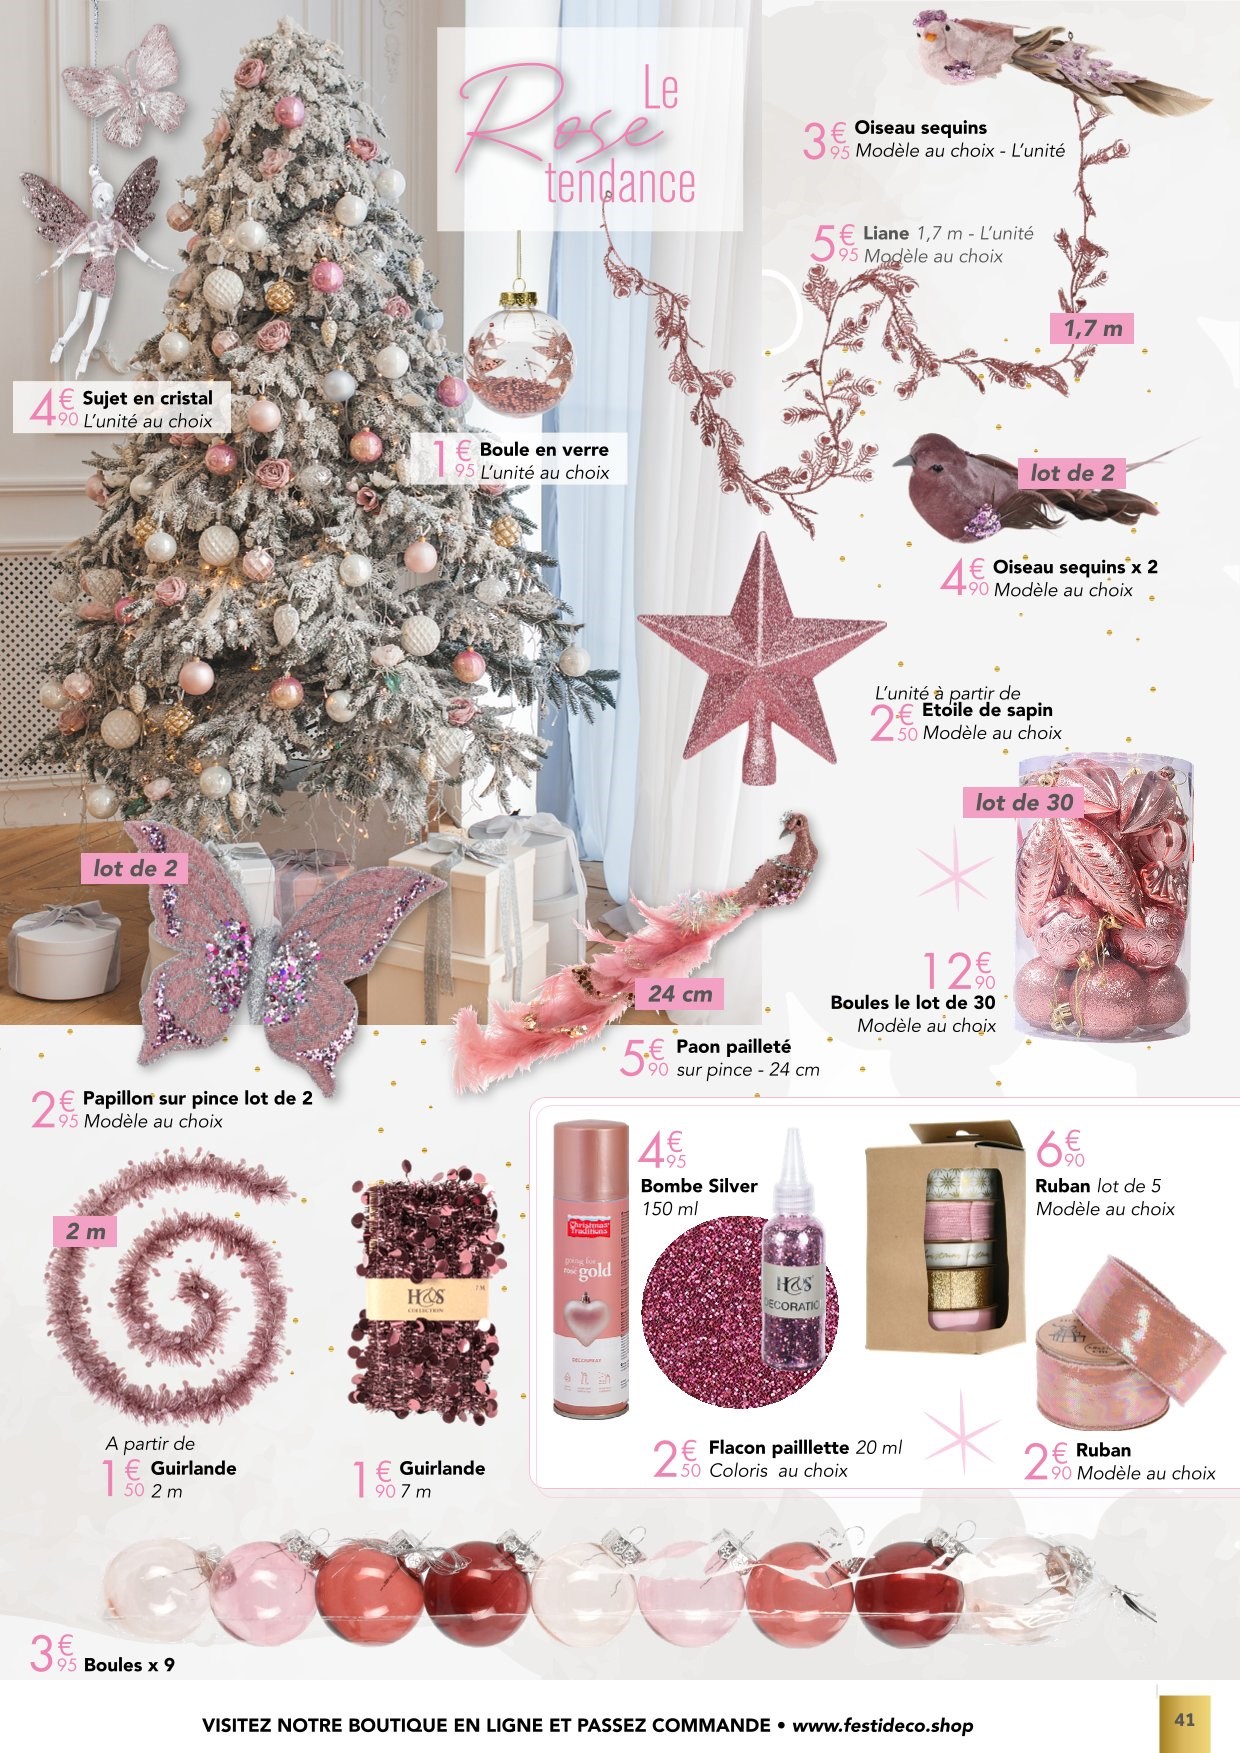 Le
Rose
tendance
3€95 Oiseau sequins
Modèle au choix - L'unité
5€95 Liane 1,7 m - L'unité
Modèle au choix
1,7 m
4€90 Sujet en cristal
L'unité au choix
1€95 Boule en verre
L'unité au choix
lot de 2
4€90 Oiseau sequins x 2
Modèle au choix
L'unité à partir de
2€50 Etoile de sapin
Modèle au choix
lot de 30
12€90
Boules le lot de 30
Modèle au choix
lot de 2
24 cm
5€90 Paon pailleté
sur pince - 24 cm
2€95 Papillon sur pince lot de 2
Modèle au choix
2 m
A partir de
1€50 Guirlande
2 m
H&S
COLLECTION
1€90 Guirlande
7 m
4€95
Bombe Silver
150 ml
Christmas Traditions
going for
rosé gold
H&S
DECORATIO
2€50 Flacon pailllette 20 ml
Coloris au choix
6€90
Ruban lot de 5
Modèle au choix
2€90 Ruban
Modèle au choix
3€95 Boules x 9
VISITEZ NOTRE BOUTIQUE EN LIGNE ET PASSEZ COMMANDE • www.festideco.shop
41